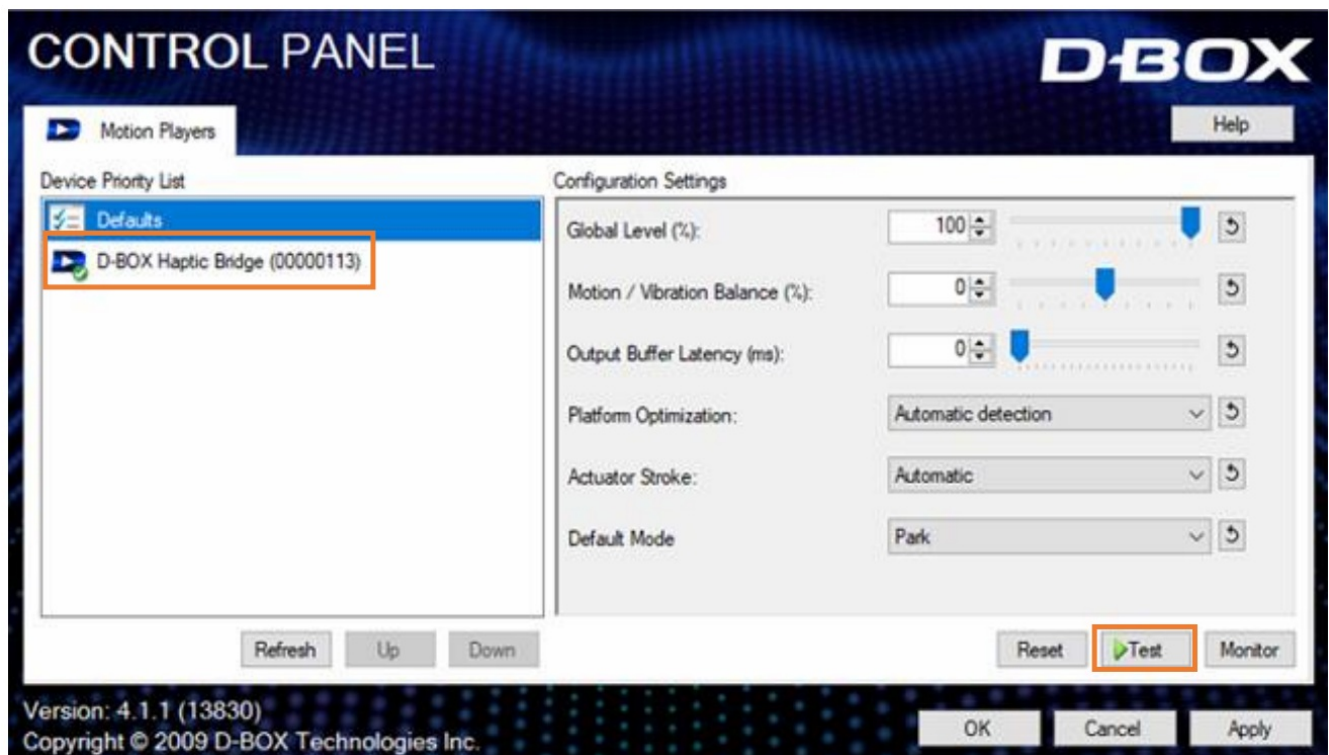 CONTROL PANEL
D-BOX
Motion Players
Help
Device Priority List
Defaults
D-BOX Haptic Bridge (00000113)
Configuration Settings
Global Level (%): 100
Motion / Vibration Balance (%): 0
Output Buffer Latency (ms): 0
Platform Optimization: Automatic detection
Actuator Stroke: Automatic
Default Mode Park
Refresh Up Down
Reset Test Monitor
Version: 4.1.1 (13830)
Copyright © 2009 D-BOX Technologies Inc.
OK Cancel Apply